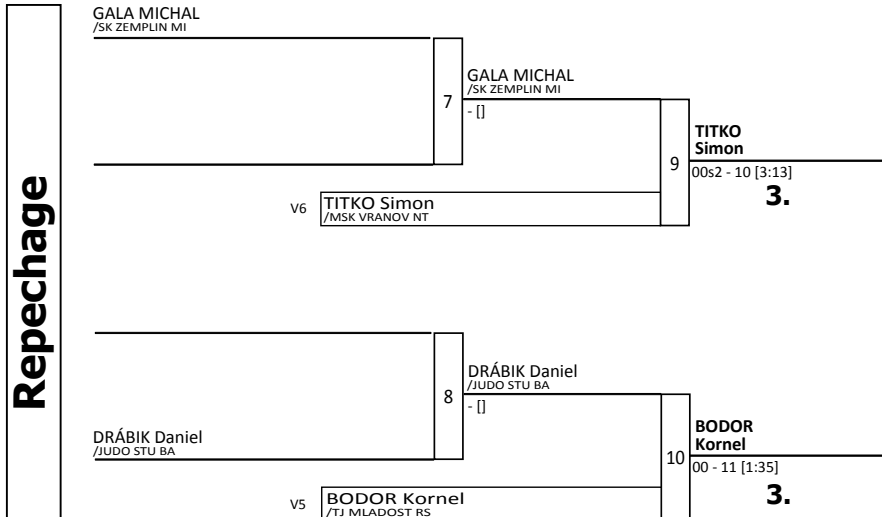 Repechage
GALA MICHAL
/SK ZEMPLIN MI
7
GALA MICHAL
/SK ZEMPLIN MI
- []
9
TITKO
Simon
00s2 - 10 [3:13]
3.
V6
TITKO Simon
/MSK VRANOV NT
8
DRÁBIK Daniel
/JUDO STU BA
- []
DRÁBIK Daniel
/JUDO STU BA
10
BODOR
Kornel
00 - 11 [1:35]
3.
V5
BODOR Kornel
/TJ MLADOST RS